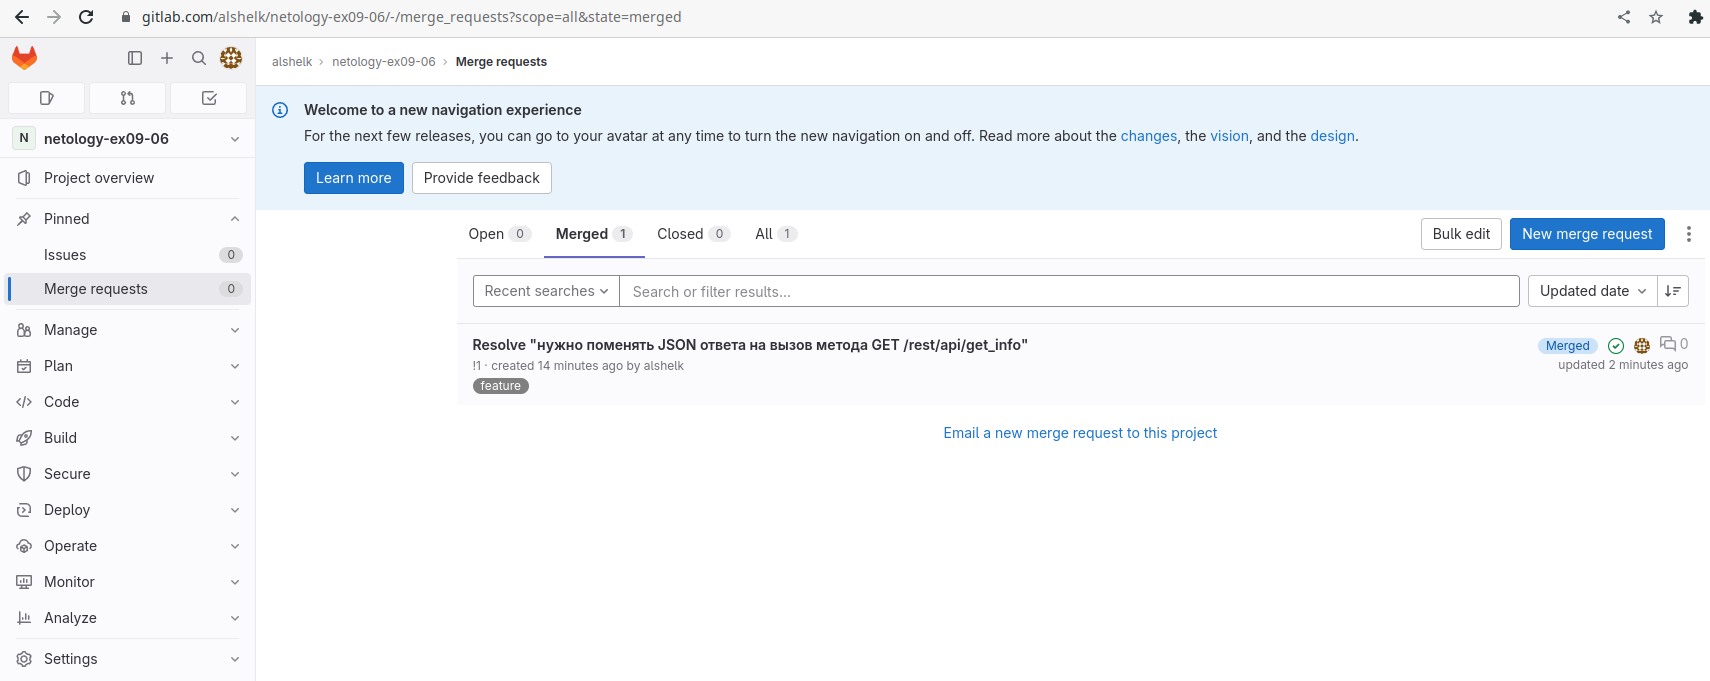 gitlab.com/alshelk/netology-ex09-06/-/merge_requests?scope=all&state=merged
alshelk › netology-ex09-06 › Merge requests
N netology-ex09-06
Project overview
Pinned
Issues 0
Merge requests 0
Manage
Plan
Code
Build
Secure
Deploy
Operate
Monitor
Analyze
Settings
Welcome to a new navigation experience
For the next few releases, you can go to your avatar at any time to turn the new navigation on and off. Read more about the changes, the vision, and the design.
Learn more Provide feedback
Open 0 Merged 1 Closed 0 All 1 Bulk edit New merge request
Recent searches Search or filter results... Updated date
Resolve "нужно поменять JSON ответа на вызов метода GET /rest/api/get_info" Merged 0
!1 · created 14 minutes ago by alshelk updated 2 minutes ago
feature
Email a new merge request to this project